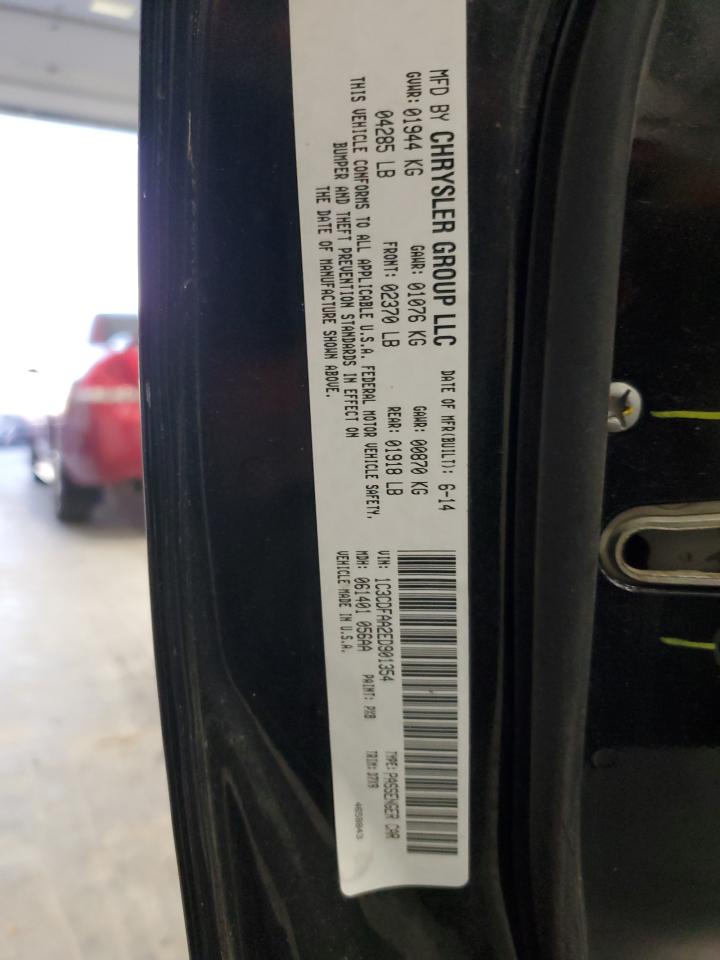 MFD BY CHRYSLER GROUP LLC DATE OF MFR(BUILT): 6-14
GVWR: 01944 KG GAWR: 01076 KG GAWR: 00870 KG
04285 LB FRONT: 02370 LB REAR: 01918 LB
THIS VEHICLE CONFORMS TO ALL APPLICABLE U.S.A. FEDERAL MOTOR VEHICLE SAFETY,
BUMPER AND THEFT PREVENTION STANDARDS IN EFFECT ON
THE DATE OF MANUFACTURE SHOWN ABOVE.
VIN: 1C3CDFAA2ED901354 TYPE: PASSENGER CAR
MDH: 061401 056AA PAINT: PXB TRIM: D7X9
VEHICLE MADE IN U.S.A.